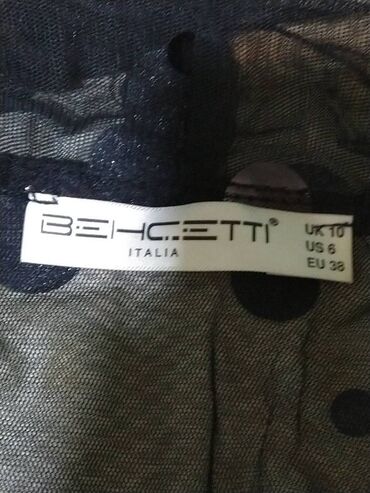 BEHCETTI®
ITALIA
UK 10
US 6
EU 38